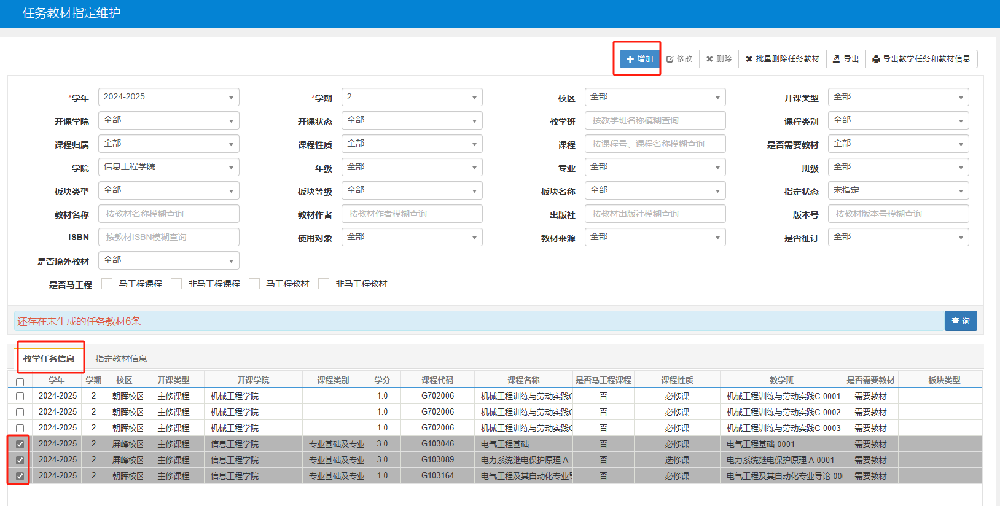 任务教材指定维护
增加 修改 删除 批量删除任务教材 导出 导出教学任务和教材信息
*学年 2024-2025 *学期 2 校区 全部 开课类型 全部
开课学院 全部 开课状态 全部 教学班 按教学班名称模糊查询 课程类别 全部
课程归属 全部 课程性质 全部 课程 按课程号、课程名称模糊查询 是否需要教材 全部
学院 信息工程学院 年级 全部 专业 全部 班级 全部
板块类型 全部 板块等级 全部 板块名称 全部 指定状态 未指定
教材名称 按教材名称模糊查询 教材作者 按教材作者模糊查询 出版社 按教材出版社模糊查询 版本号 按教材版本号模糊查询
ISBN 按教材ISBN模糊查询 使用对象 全部 教材来源 全部 是否征订 全部
是否境外教材 全部
是否马工程 马工程课程 非马工程课程 马工程教材 非马工程教材
还存在未生成的任务教材6条 查 询
教学任务信息 指定教材信息
学年 学期 校区 开课类型 开课学院 课程类别 学分 课程代码 课程名称 是否马工程课程 课程性质 教学班 是否需要教材 板块类型
2024-2025 2 朝晖校区 主修课程 机械工程学院 1.0 G702006 机械工程训练与劳动实践C 否 必修课 机械工程训练与劳动实践C-0001 需要教材
2024-2025 2 朝晖校区 主修课程 机械工程学院 1.0 G702006 机械工程训练与劳动实践C 否 必修课 机械工程训练与劳动实践C-0002 需要教材
2024-2025 2 朝晖校区 主修课程 机械工程学院 1.0 G702006 机械工程训练与劳动实践C 否 必修课 机械工程训练与劳动实践C-0003 需要教材
2024-2025 2 屏峰校区 主修课程 信息工程学院 专业基础及专业 3.0 G103046 电气工程基础 否 必修课 电气工程基础-0001 需要教材
2024-2025 2 屏峰校区 主修课程 信息工程学院 专业基础及专业 3.0 G103089 电力系统继电保护原理 A 否 选修课 电力系统继电保护原理 A-0001 需要教材
2024-2025 2 朝晖校区 主修课程 信息工程学院 专业基础及专业 1.0 G103164 电气工程及其自动化专业导 否 必修课 电气工程及其自动化专业导论-00 需要教材